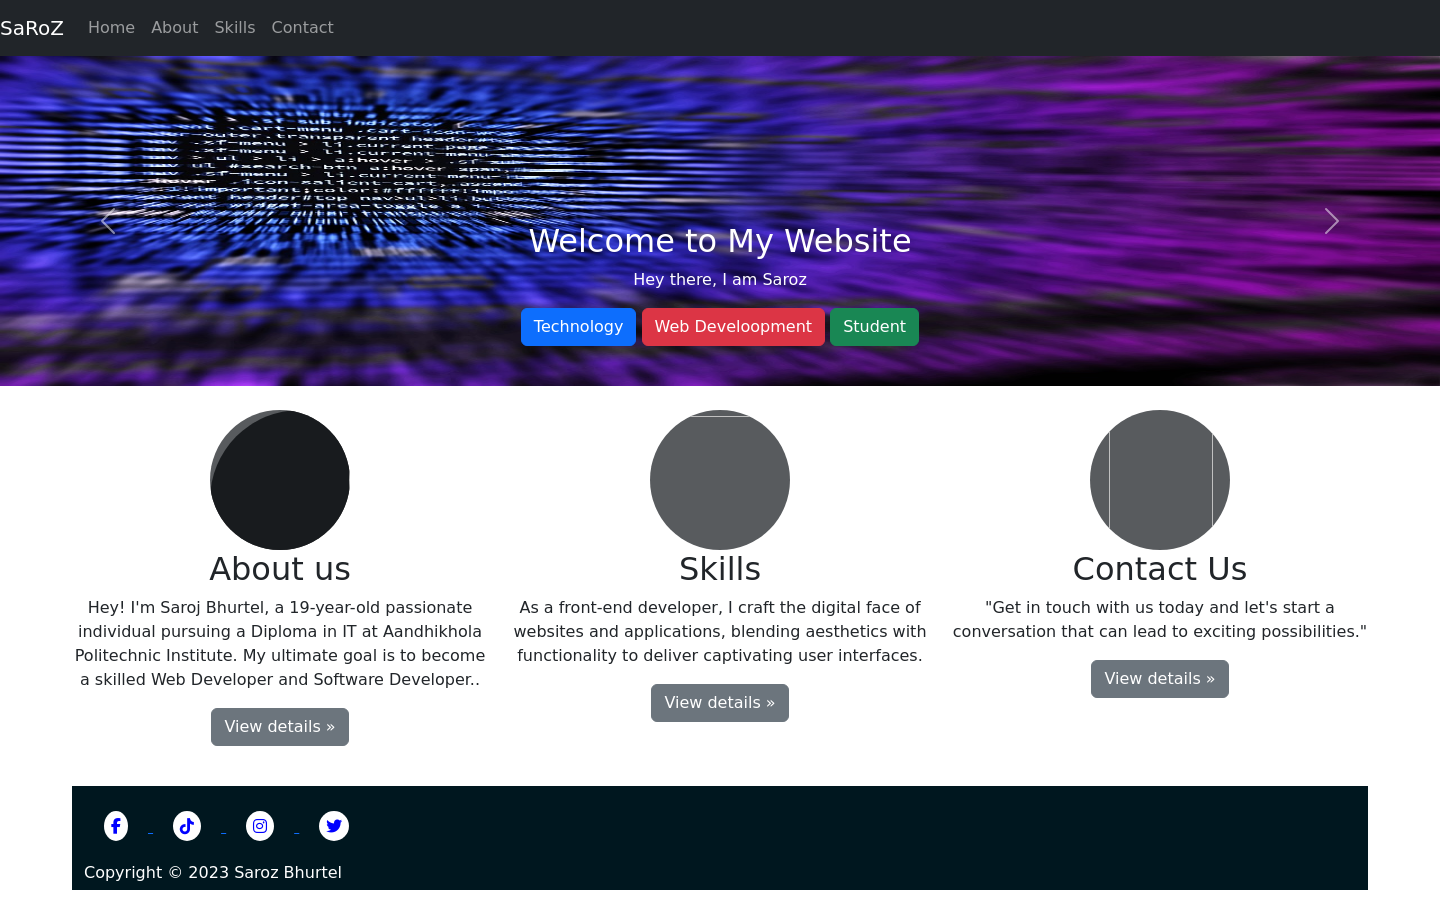 SaRoZ Home About Skills Contact
Welcome to My Website
Hey there, I am Saroz
Technology Web Develoopment Student
About us
Hey! I'm Saroj Bhurtel, a 19-year-old passionate
individual pursuing a Diploma in IT at Aandhikhola
Politechnic Institute. My ultimate goal is to become
a skilled Web Developer and Software Developer..
View details »
Skills
As a front-end developer, I craft the digital face of
websites and applications, blending aesthetics with
functionality to deliver captivating user interfaces.
View details »
Contact Us
"Get in touch with us today and let's start a
conversation that can lead to exciting possibilities."
View details »
Copyright © 2023 Saroz Bhurtel